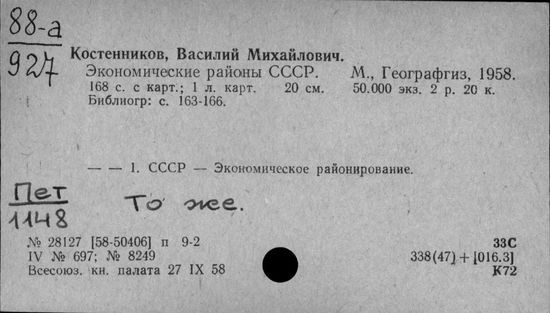 88-а
927
Костенников, Василий Михайлович.
Экономические районы СССР. М., Географгиз, 1958.
168 с. с карт.; 1 л. карт. 20 см. 50.000 экз. 2 р. 20 к.
Библиогр: с. 163-166.
— — 1. СССР — Экономическое районирование.
Пет
1148
То же.
№ 28127 [58-50406] п 9-2 33С
IV № 697; № 8249 338(47)+[016.3]
Всесоюз. кн. палата 27 IX 58 К72